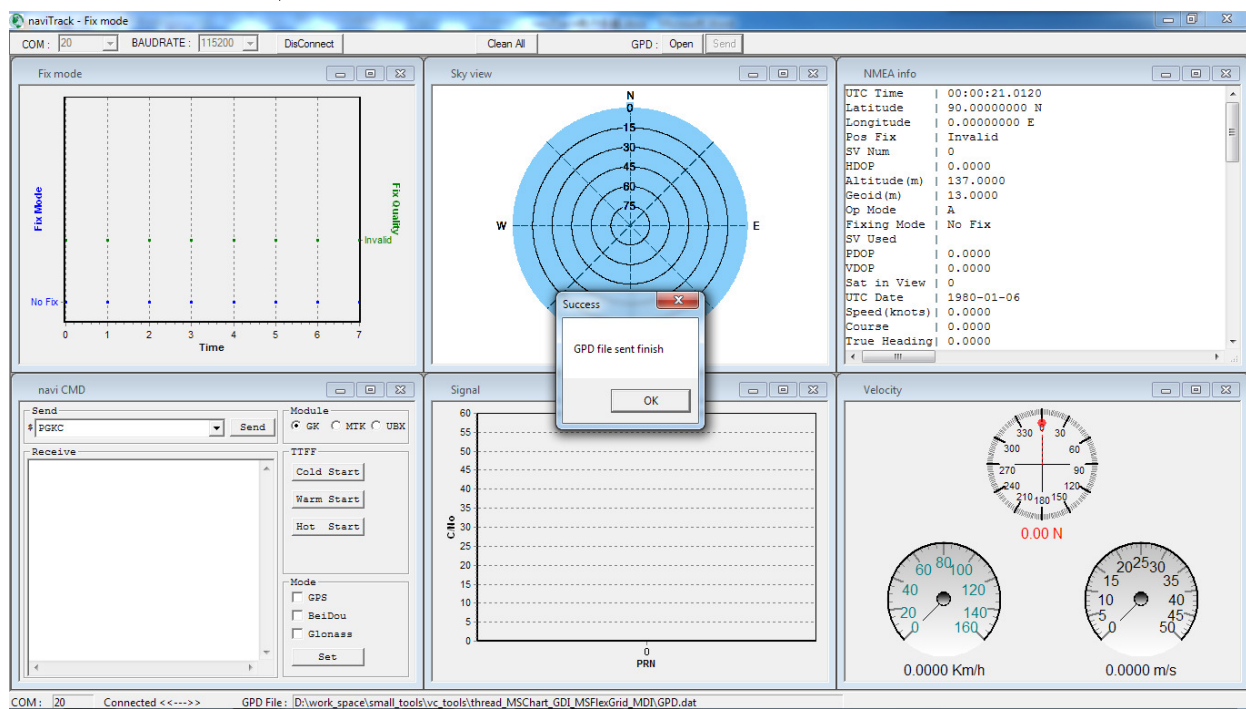 naviTrack - Fix mode
COM : 20 BAUDRATE : 115200 DisConnect Clean All GPD : Open Send
Fix mode
Fix Mode
Fix Quality
Invalid
No Fix
0 1 2 3 4 5 6 7
Time
Sky view
N
0
15
30
45
60
75
W E
NMEA info
UTC Time | 00:00:21.0120
Latitude | 90.00000000 N
Longitude | 0.00000000 E
Pos Fix | Invalid
SV Num | 0
HDOP | 0.0000
Altitude(m) | 137.0000
Geoid(m) | 13.0000
Op Mode | A
Fixing Mode | No Fix
SV Used |
PDOP | 0.0000
VDOP | 0.0000
Sat in View | 0
UTC Date | 1980-01-06
Speed(knots)| 0.0000
Course | 0.0000
True Heading| 0.0000
Success
GPD file sent finish
OK
navi CMD
Send
$ PGKC Send
Receive
Module
GK MTK UBX
TTFF
Cold Start
Warm Start
Hot Start
Mode
GPS
BeiDou
Glonass
Set
Signal
60
55
50
45
40
35
30
25
20
15
10
5
0
C/No
0
PRN
Velocity
0 30 60 90 120 150 180 210 240 270 300 330
0.00 N
0 20 40 60 80 100 120 140 160
0.0000 Km/h
0 5 10 15 20 25 30 35 40 45 50
0.0000 m/s
COM : 20 Connected <<--->> GPD File : D:\work_space\small_tools\vc_tools\thread_MSChart_GDI_MSFlexGrid_MDI\GPD.dat